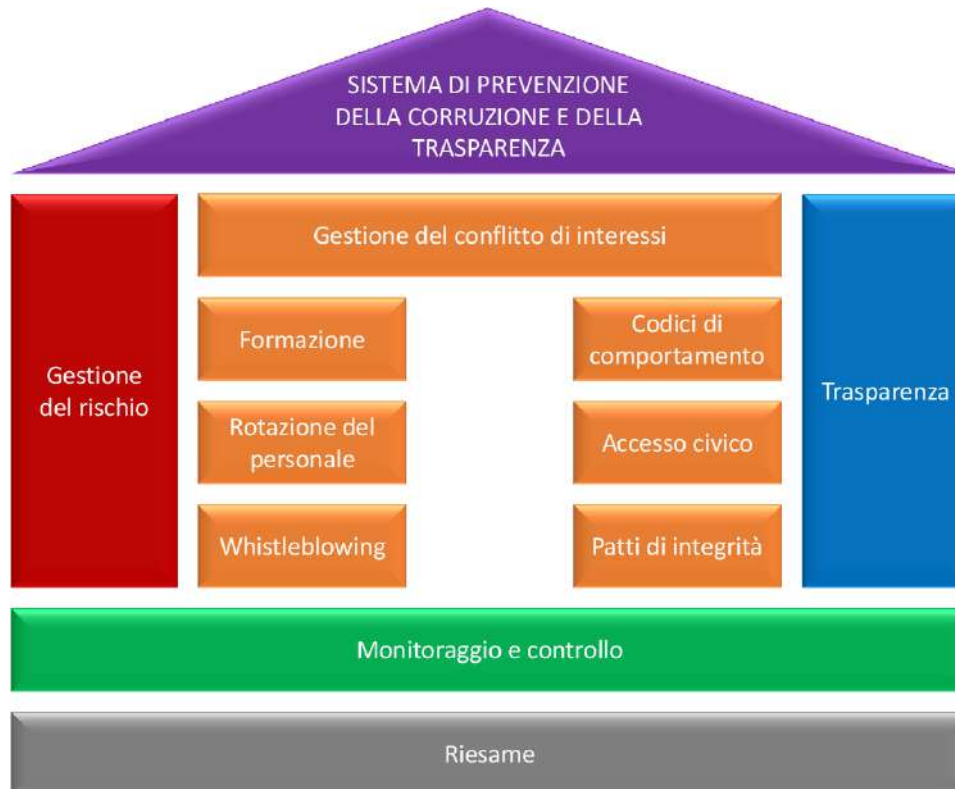 SISTEMA DI PREVENZIONE
DELLA CORRUZIONE E DELLA
TRASPARENZA
Gestione del conflitto di interessi
Gestione
del rischio
Formazione
Codici di
comportamento
Trasparenza
Rotazione del
personale
Accesso civico
Whistleblowing
Patti di integrità
Monitoraggio e controllo
Riesame